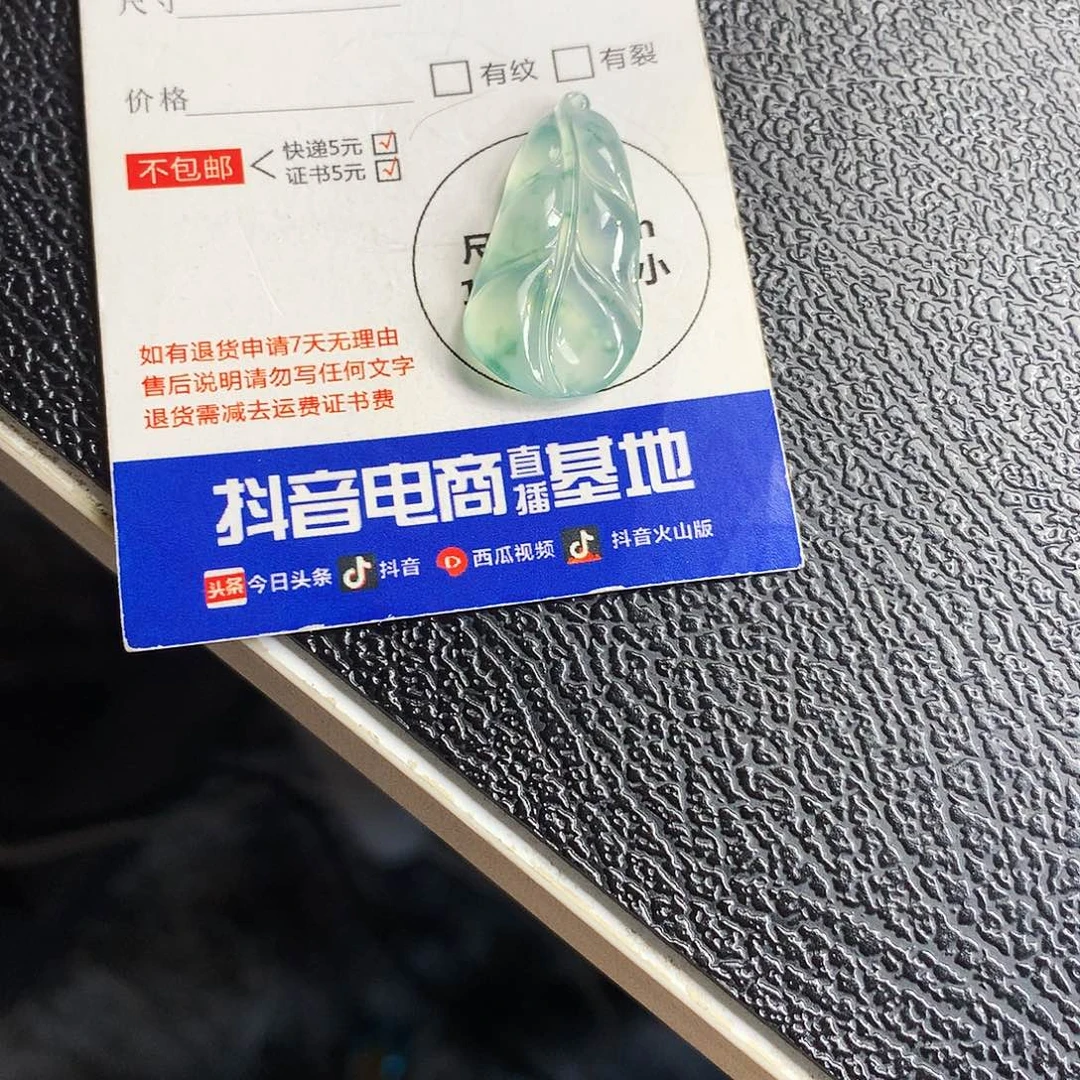 尺寸
价格
有纹 有裂
不包邮
快递5元
证书5元
小
如有退货申请7天无理由
售后说明请勿写任何文字
退货需减去运费证书费
抖音电商直播基地
头条 今日头条 抖音 西瓜视频 抖音火山版